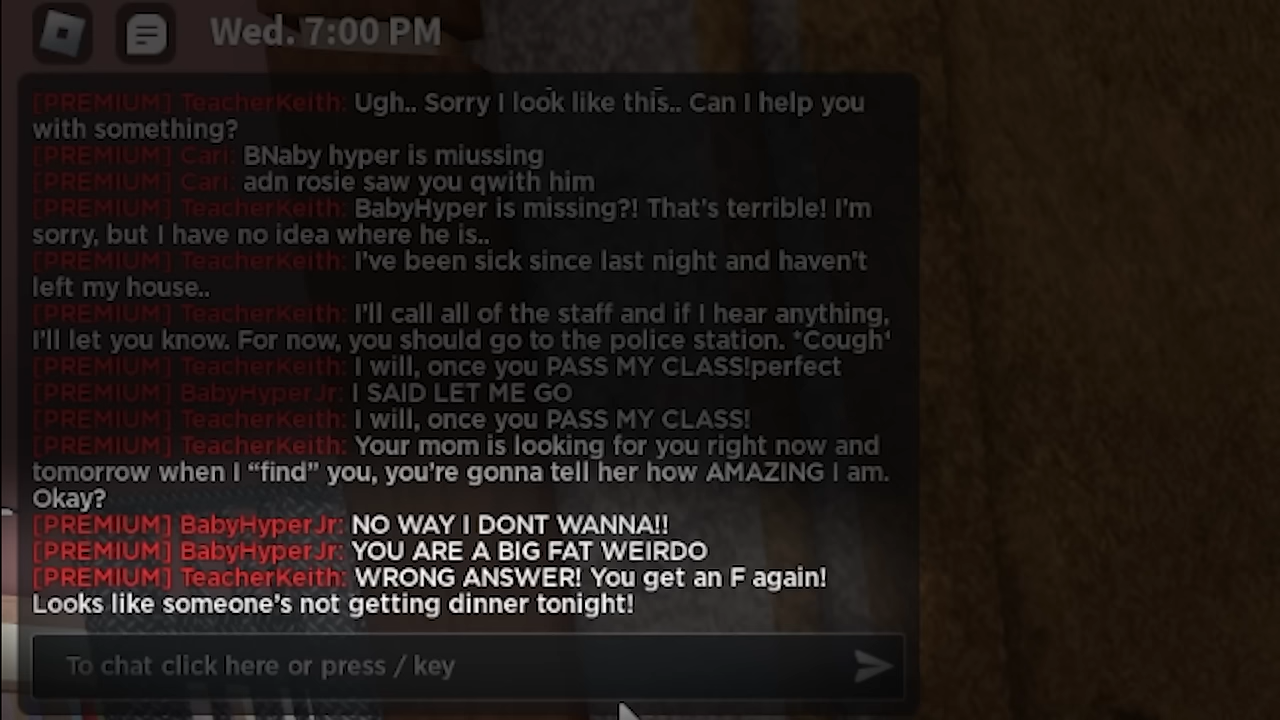 Wed. 7:00 PM
[PREMIUM] TeacherKeith: Ugh.. Sorry I look like this.. Can I help you
with something?
[PREMIUM] Cari: BNaby hyper is miussing
[PREMIUM] Cari: adn rosie saw you qwith him
[PREMIUM] TeacherKeith: BabyHyper is missing?! That's terrible! I'm
sorry, but I have no idea where he is..
[PREMIUM] TeacherKeith: I've been sick since last night and haven't
left my house..
[PREMIUM] TeacherKeith: I'll call all of the staff and if I hear anything,
I'll let you know. For now, you should go to the police station. *Cough*
[PREMIUM] TeacherKeith: I will, once you PASS MY CLASS!perfect
[PREMIUM] BabyHyperJr: I SAID LET ME GO
[PREMIUM] TeacherKeith: I will, once you PASS MY CLASS!
[PREMIUM] TeacherKeith: Your mom is looking for you right now and
tomorrow when I “find” you, you're gonna tell her how AMAZING I am.
Okay?
[PREMIUM] BabyHyperJr: NO WAY I DONT WANNA!!
[PREMIUM] BabyHyperJr: YOU ARE A BIG FAT WEIRDO
[PREMIUM] TeacherKeith: WRONG ANSWER! You get an F again!
Looks like someone's not getting dinner tonight!
To chat click here or press / key